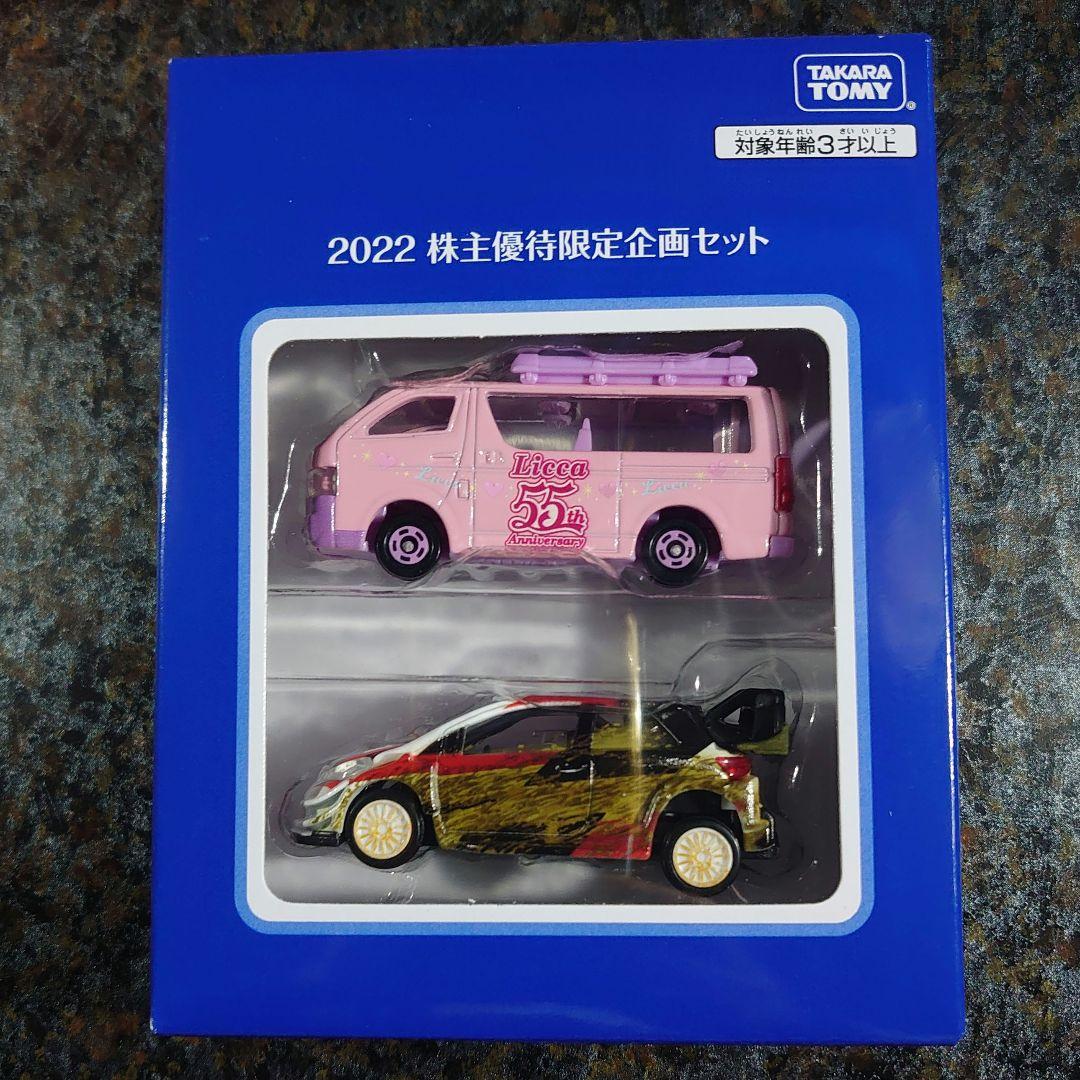 TAKARA
TOMY®
たいしょうねんれい さい いじょう
対象年齢3才以上
2022 株主優待限定企画セット
Licca
Licca
55th
Anniversary
Licca